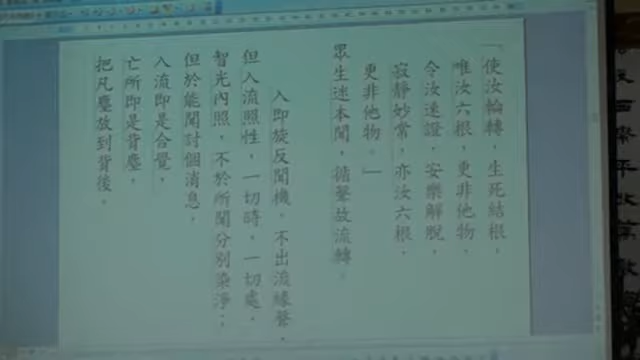 「使汝輪轉，生死結根，
唯汝六根，更非他物，
令汝速證，安樂解脫，
寂靜妙常，亦汝六根，
更非他物。」
眾生迷本聞，循聲故流轉。
入即旋反聞機，不出流緣聲，
但入流照性，一切時，一切處，
智光內照，不於所聞分別染淨；
但於能聞討個消息，
入流即是合覺，
亡所即是背塵，
把凡塵放到背後。